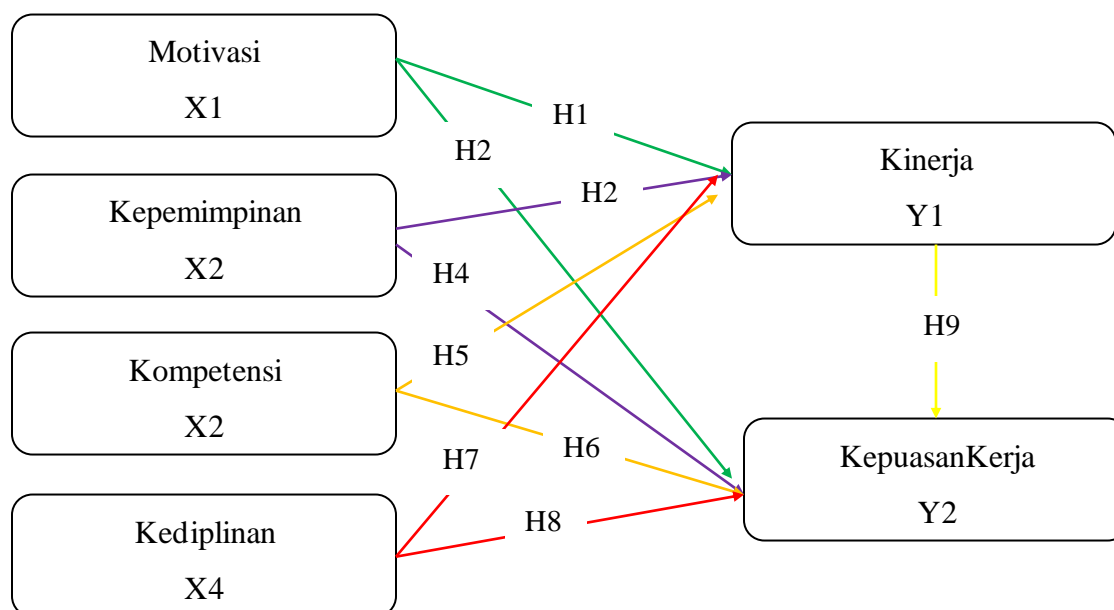 Motivasi
X1
H1
H2
Kinerja
Y1
Kepemimpinan
X2
H2
H4
H9
Kompetensi
X2
H5
H6
KepuasanKerja
Y2
Kediplinan
X4
H7
H8